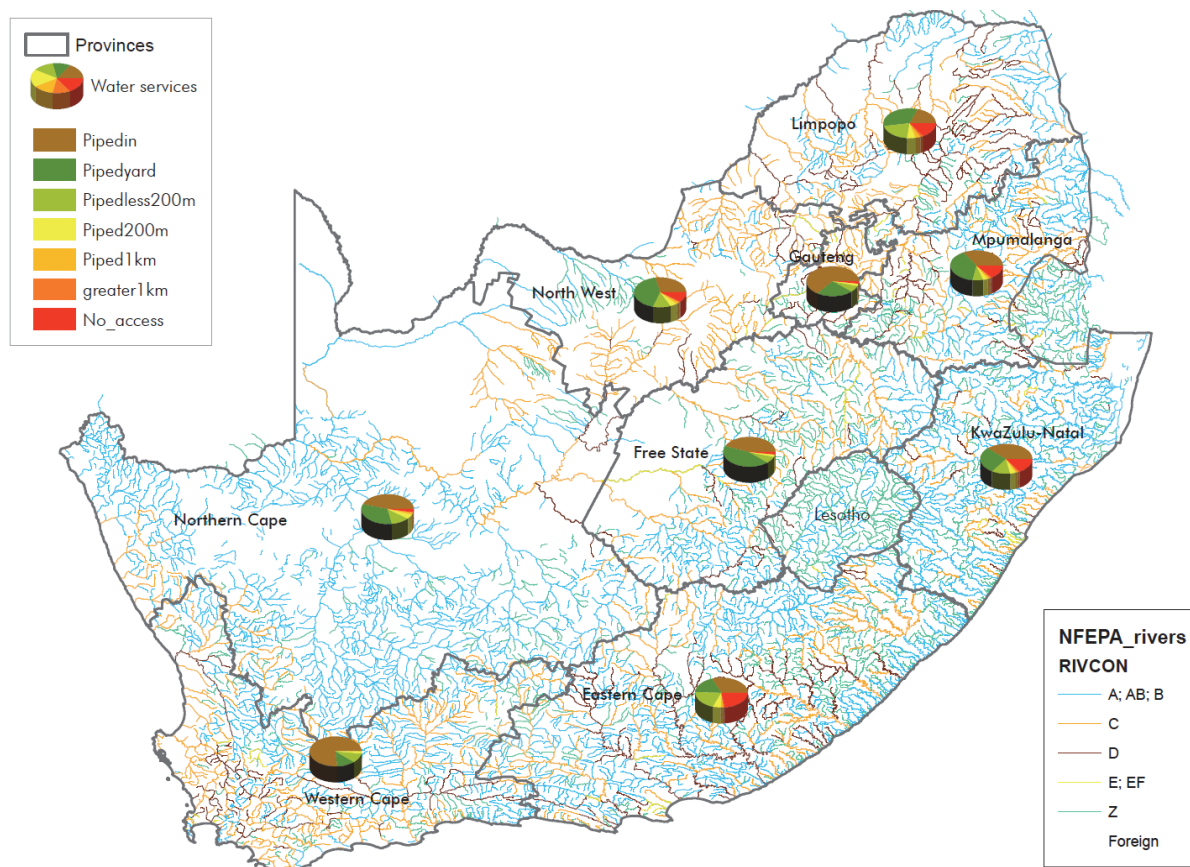 Provinces
Water services
Pipedin
Pipedyard
Pipedless200m
Piped200m
Piped1km
greater1km
No_access
Limpopo
Mpumalanga
Gauteng
North West
KwaZulu-Natal
Free State
Lesotho
Northern Cape
Eastern Cape
Western Cape
NFEPA_rivers
RIVCON
A; AB; B
C
D
E; EF
Z
Foreign